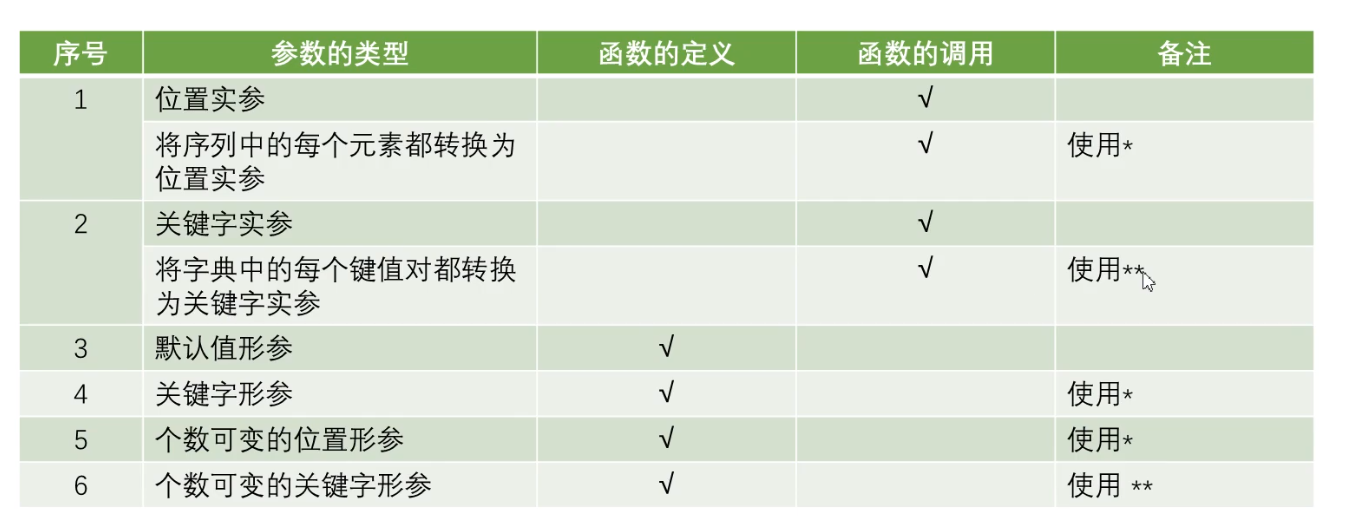 序号 参数的类型 函数的定义 函数的调用 备注
1 位置实参 √
将序列中的每个元素都转换为 √ 使用*
位置实参
2 关键字实参 √
将字典中的每个键值对都转换 √ 使用**
为关键字实参
3 默认值形参 √
4 关键字形参 √ 使用*
5 个数可变的位置形参 √ 使用*
6 个数可变的关键字形参 √ 使用 **